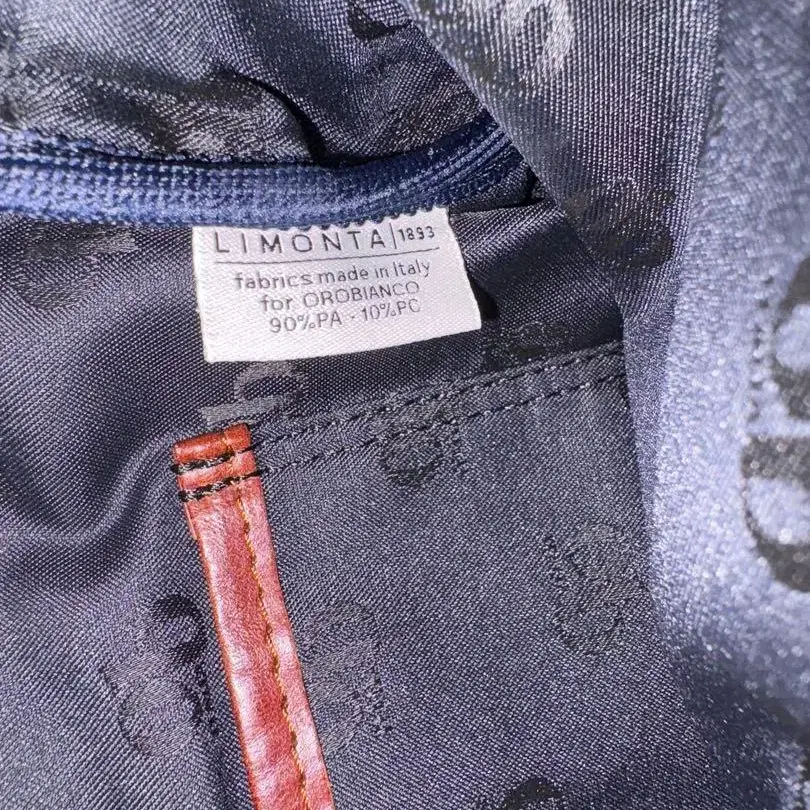 LIMONTA|1893
fabrics made in Italy
for OROBIANCO
90%PA - 10%PC